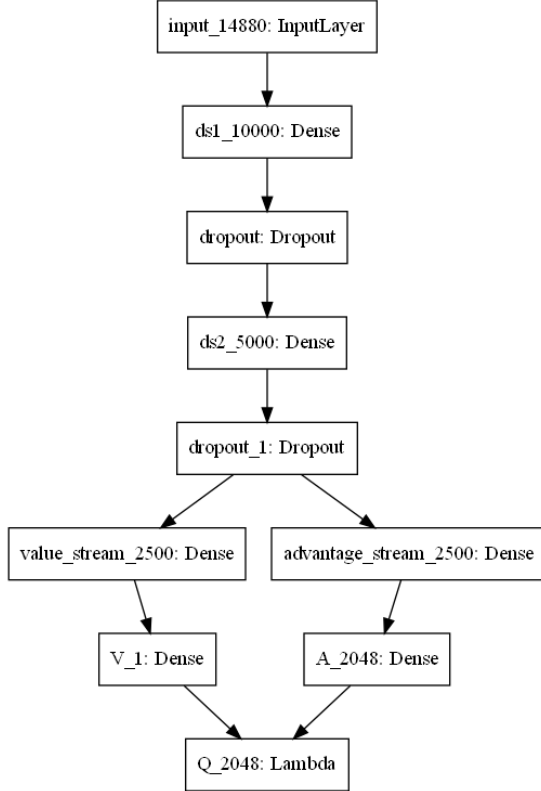 input_14880: InputLayer
ds1_10000: Dense
dropout: Dropout
ds2_5000: Dense
dropout_1: Dropout
value_stream_2500: Dense
advantage_stream_2500: Dense
V_1: Dense
A_2048: Dense
Q_2048: Lambda